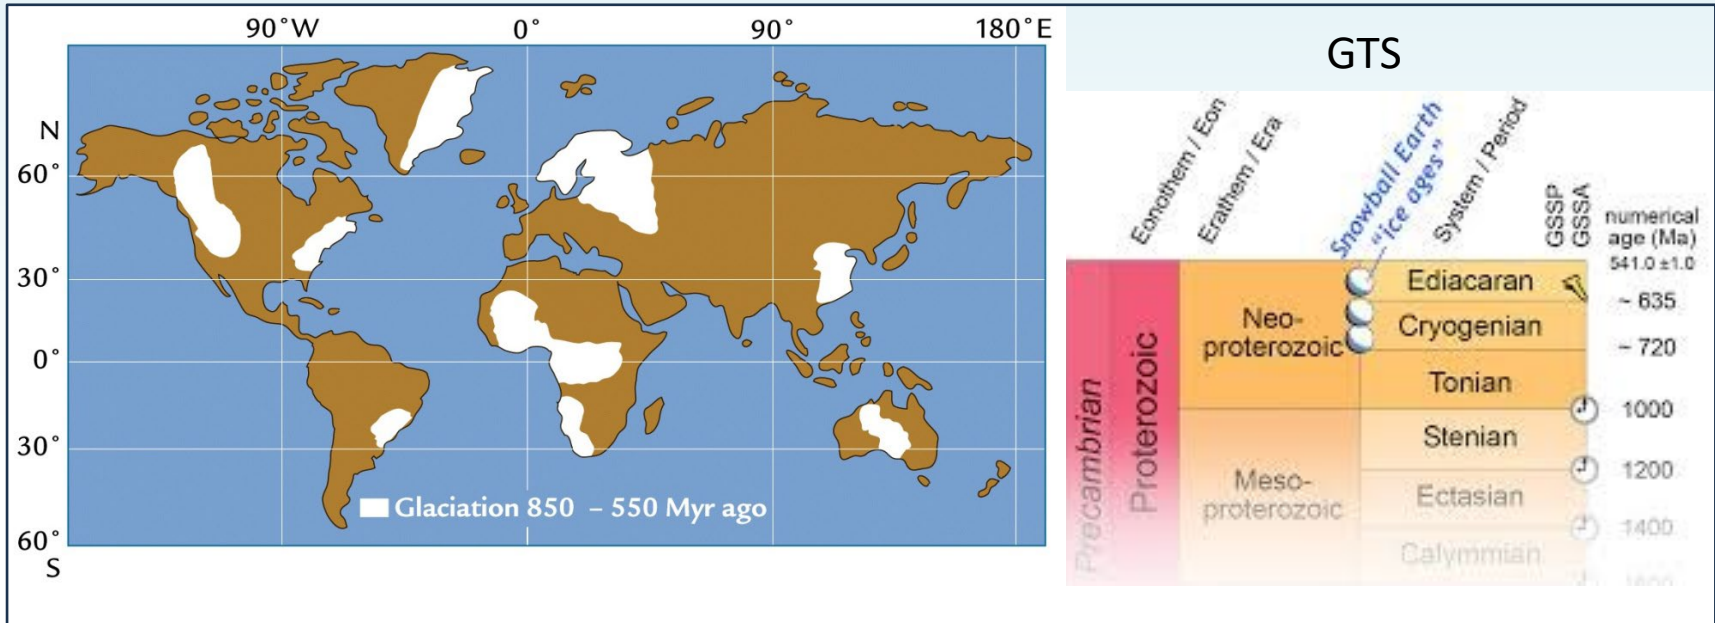 90°W
0°
90°
180°E
N
60°
30°
0°
30°
60°
S
Glaciation 850 – 550 Myr ago
GTS
Eonothem / Eon
Erathem / Era
Snowball Earth
“ice ages”
System / Period
GSSP
GSSA
numerical
age (Ma)
541.0 ±1.0
Precambrian
Proterozoic
Neo-
proterozoic
Meso-
proterozoic
Ediacaran
~ 635
Cryogenian
~ 720
Tonian
1000
Stenian
1200
Ectasian
1400
Calymmian